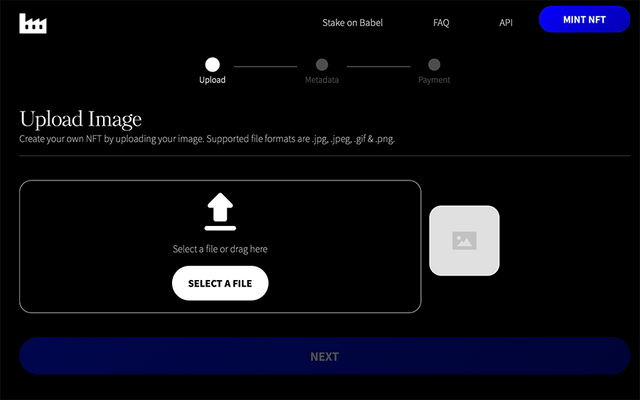 Stake on Babel
FAQ
API
MINT NFT
Upload
Metadata
Payment
Upload Image
Create your own NFT by uploading your image. Supported file formats are .jpg, .jpeg, .gif & .png.
Select a file or drag here
SELECT A FILE
NEXT